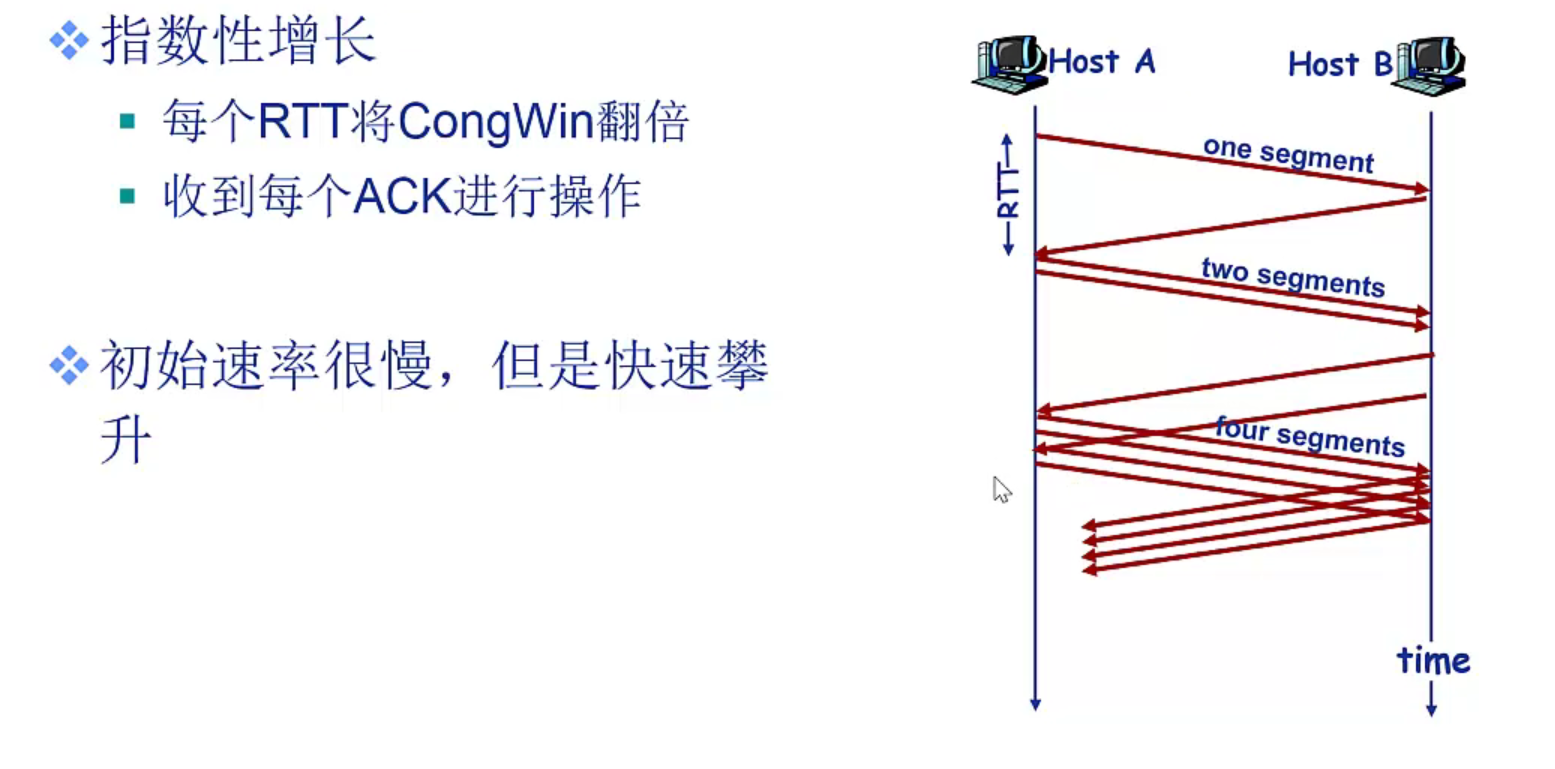 指数性增长
每个RTT将CongWin翻倍
收到每个ACK进行操作
初始速率很慢，但是快速攀
升
Host A
Host B
RTT
one segment
two segments
four segments
time